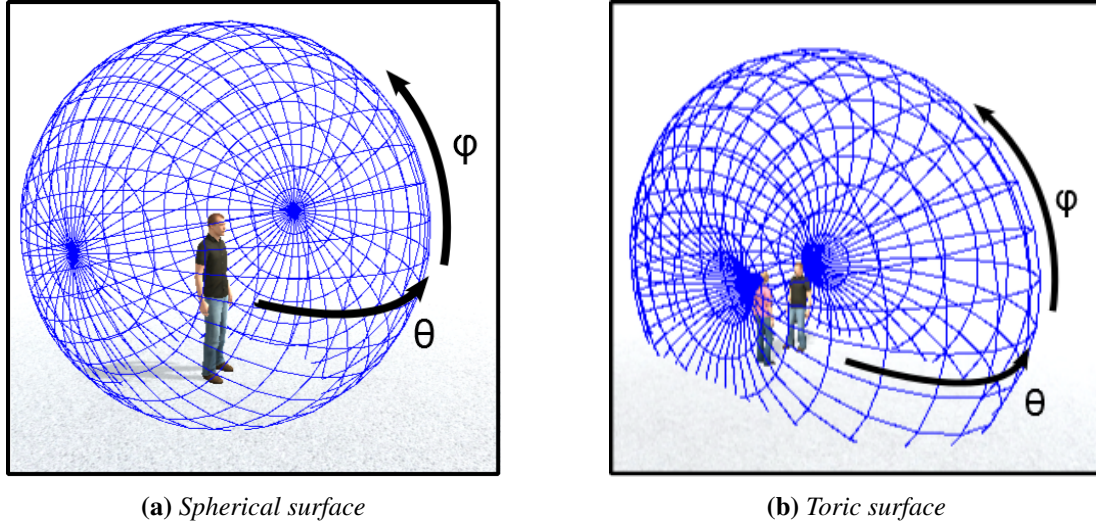 φ
θ
φ
θ
(a) Spherical surface
(b) Toric surface